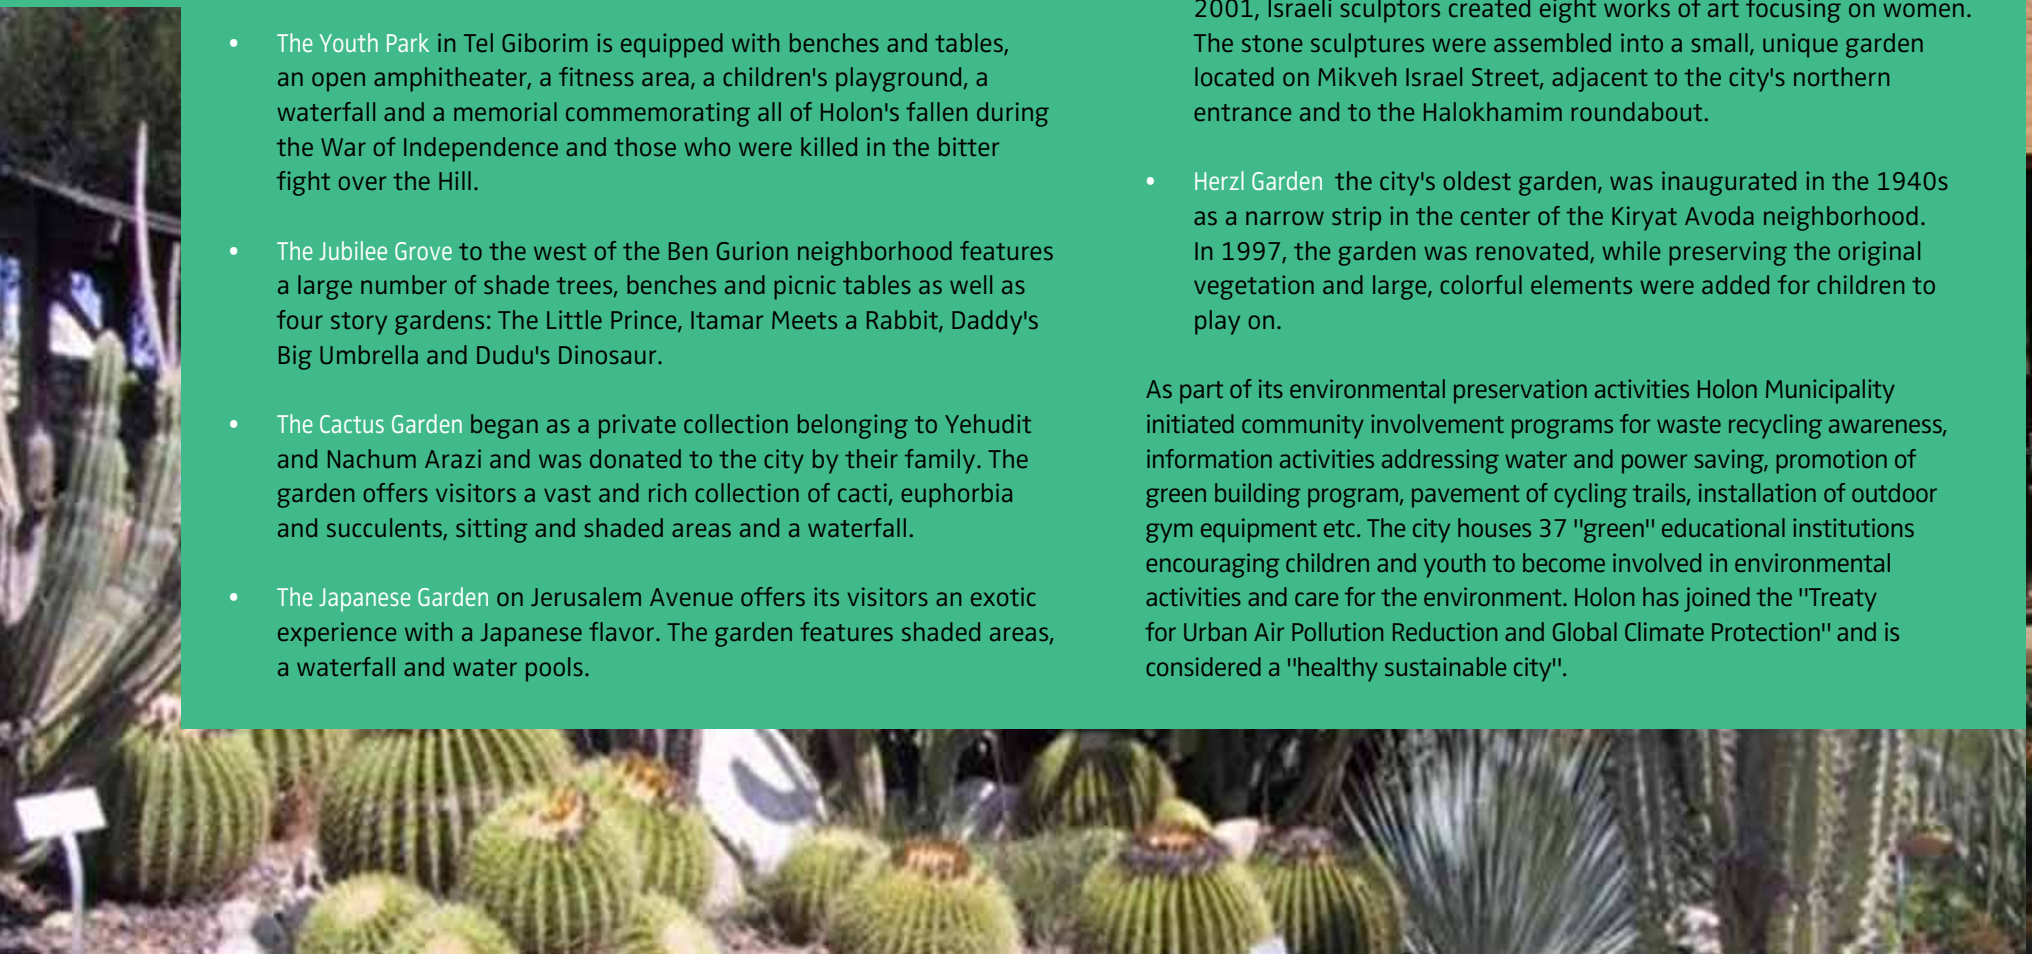 • The Youth Park in Tel Giborim is equipped with benches and tables,
an open amphitheater, a fitness area, a children's playground, a
waterfall and a memorial commemorating all of Holon's fallen during
the War of Independence and those who were killed in the bitter
fight over the Hill.
• The Jubilee Grove to the west of the Ben Gurion neighborhood features
a large number of shade trees, benches and picnic tables as well as
four story gardens: The Little Prince, Itamar Meets a Rabbit, Daddy's
Big Umbrella and Dudu's Dinosaur.
• The Cactus Garden began as a private collection belonging to Yehudit
and Nachum Arazi and was donated to the city by their family. The
garden offers visitors a vast and rich collection of cacti, euphorbia
and succulents, sitting and shaded areas and a waterfall.
• The Japanese Garden on Jerusalem Avenue offers its visitors an exotic
experience with a Japanese flavor. The garden features shaded areas,
a waterfall and water pools.
2001, Israeli sculptors created eight works of art focusing on women.
The stone sculptures were assembled into a small, unique garden
located on Mikveh Israel Street, adjacent to the city's northern
entrance and to the Halokhamim roundabout.
• Herzl Garden the city's oldest garden, was inaugurated in the 1940s
as a narrow strip in the center of the Kiryat Avoda neighborhood.
In 1997, the garden was renovated, while preserving the original
vegetation and large, colorful elements were added for children to
play on.
As part of its environmental preservation activities Holon Municipality
initiated community involvement programs for waste recycling awareness,
information activities addressing water and power saving, promotion of
green building program, pavement of cycling trails, installation of outdoor
gym equipment etc. The city houses 37 "green" educational institutions
encouraging children and youth to become involved in environmental
activities and care for the environment. Holon has joined the "Treaty
for Urban Air Pollution Reduction and Global Climate Protection" and is
considered a "healthy sustainable city".